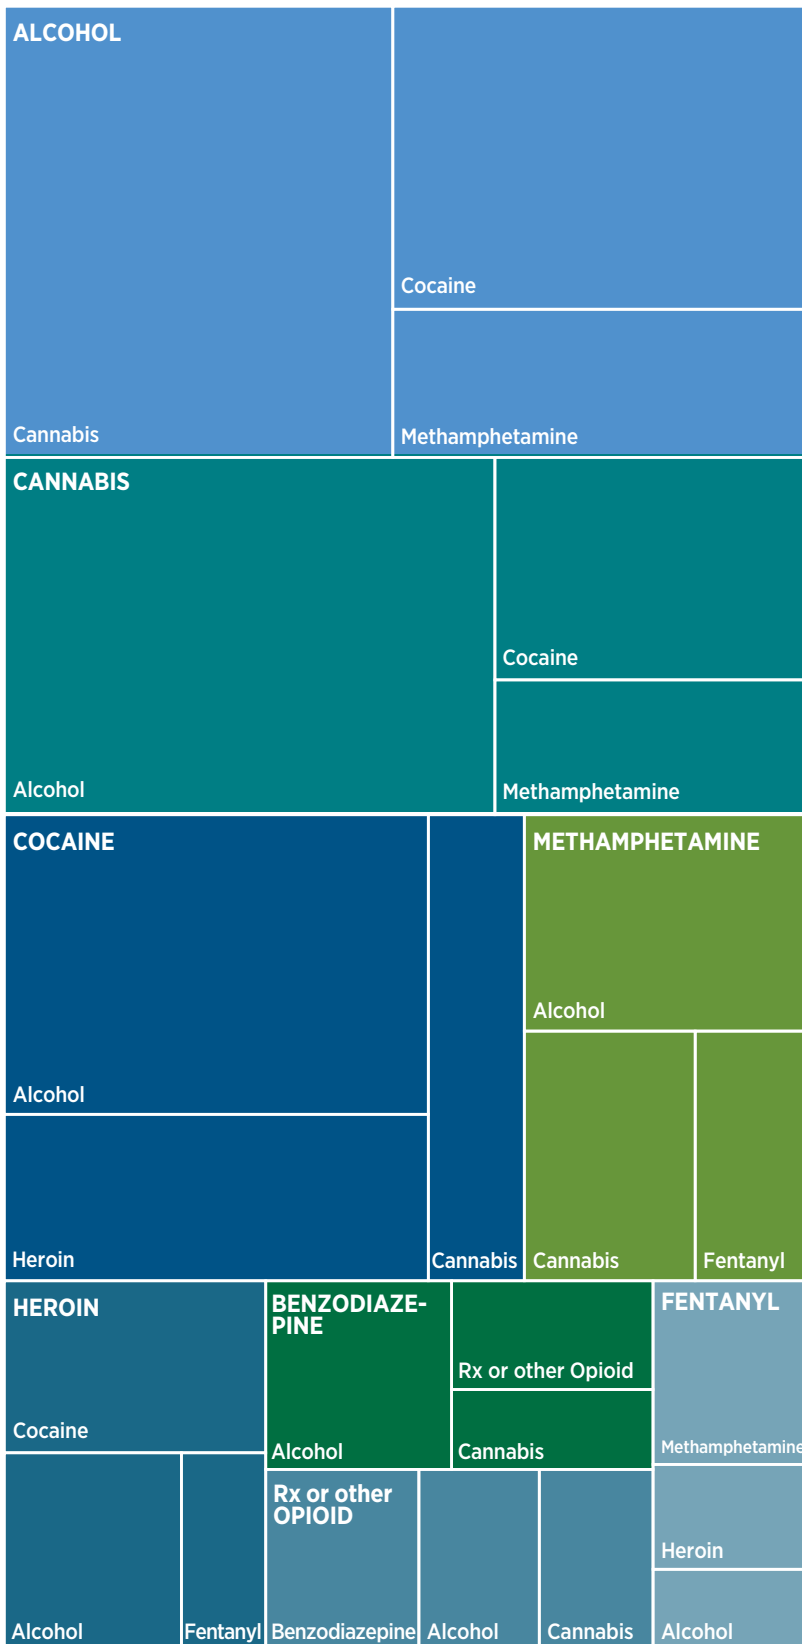 ALCOHOL
Cocaine
Cannabis
Methamphetamine
CANNABIS
Cocaine
Alcohol
Methamphetamine
COCAINE
METHAMPHETAMINE
Alcohol
Alcohol
Heroin
Cannabis
Cannabis
Fentanyl
HEROIN
Cocaine
Alcohol
Fentanyl
BENZODIAZE-
PINE
Alcohol
Rx or other Opioid
Cannabis
Rx or other
OPIOID
Benzodiazepine
Alcohol
Cannabis
FENTANYL
Methamphetamine
Heroin
Alcohol